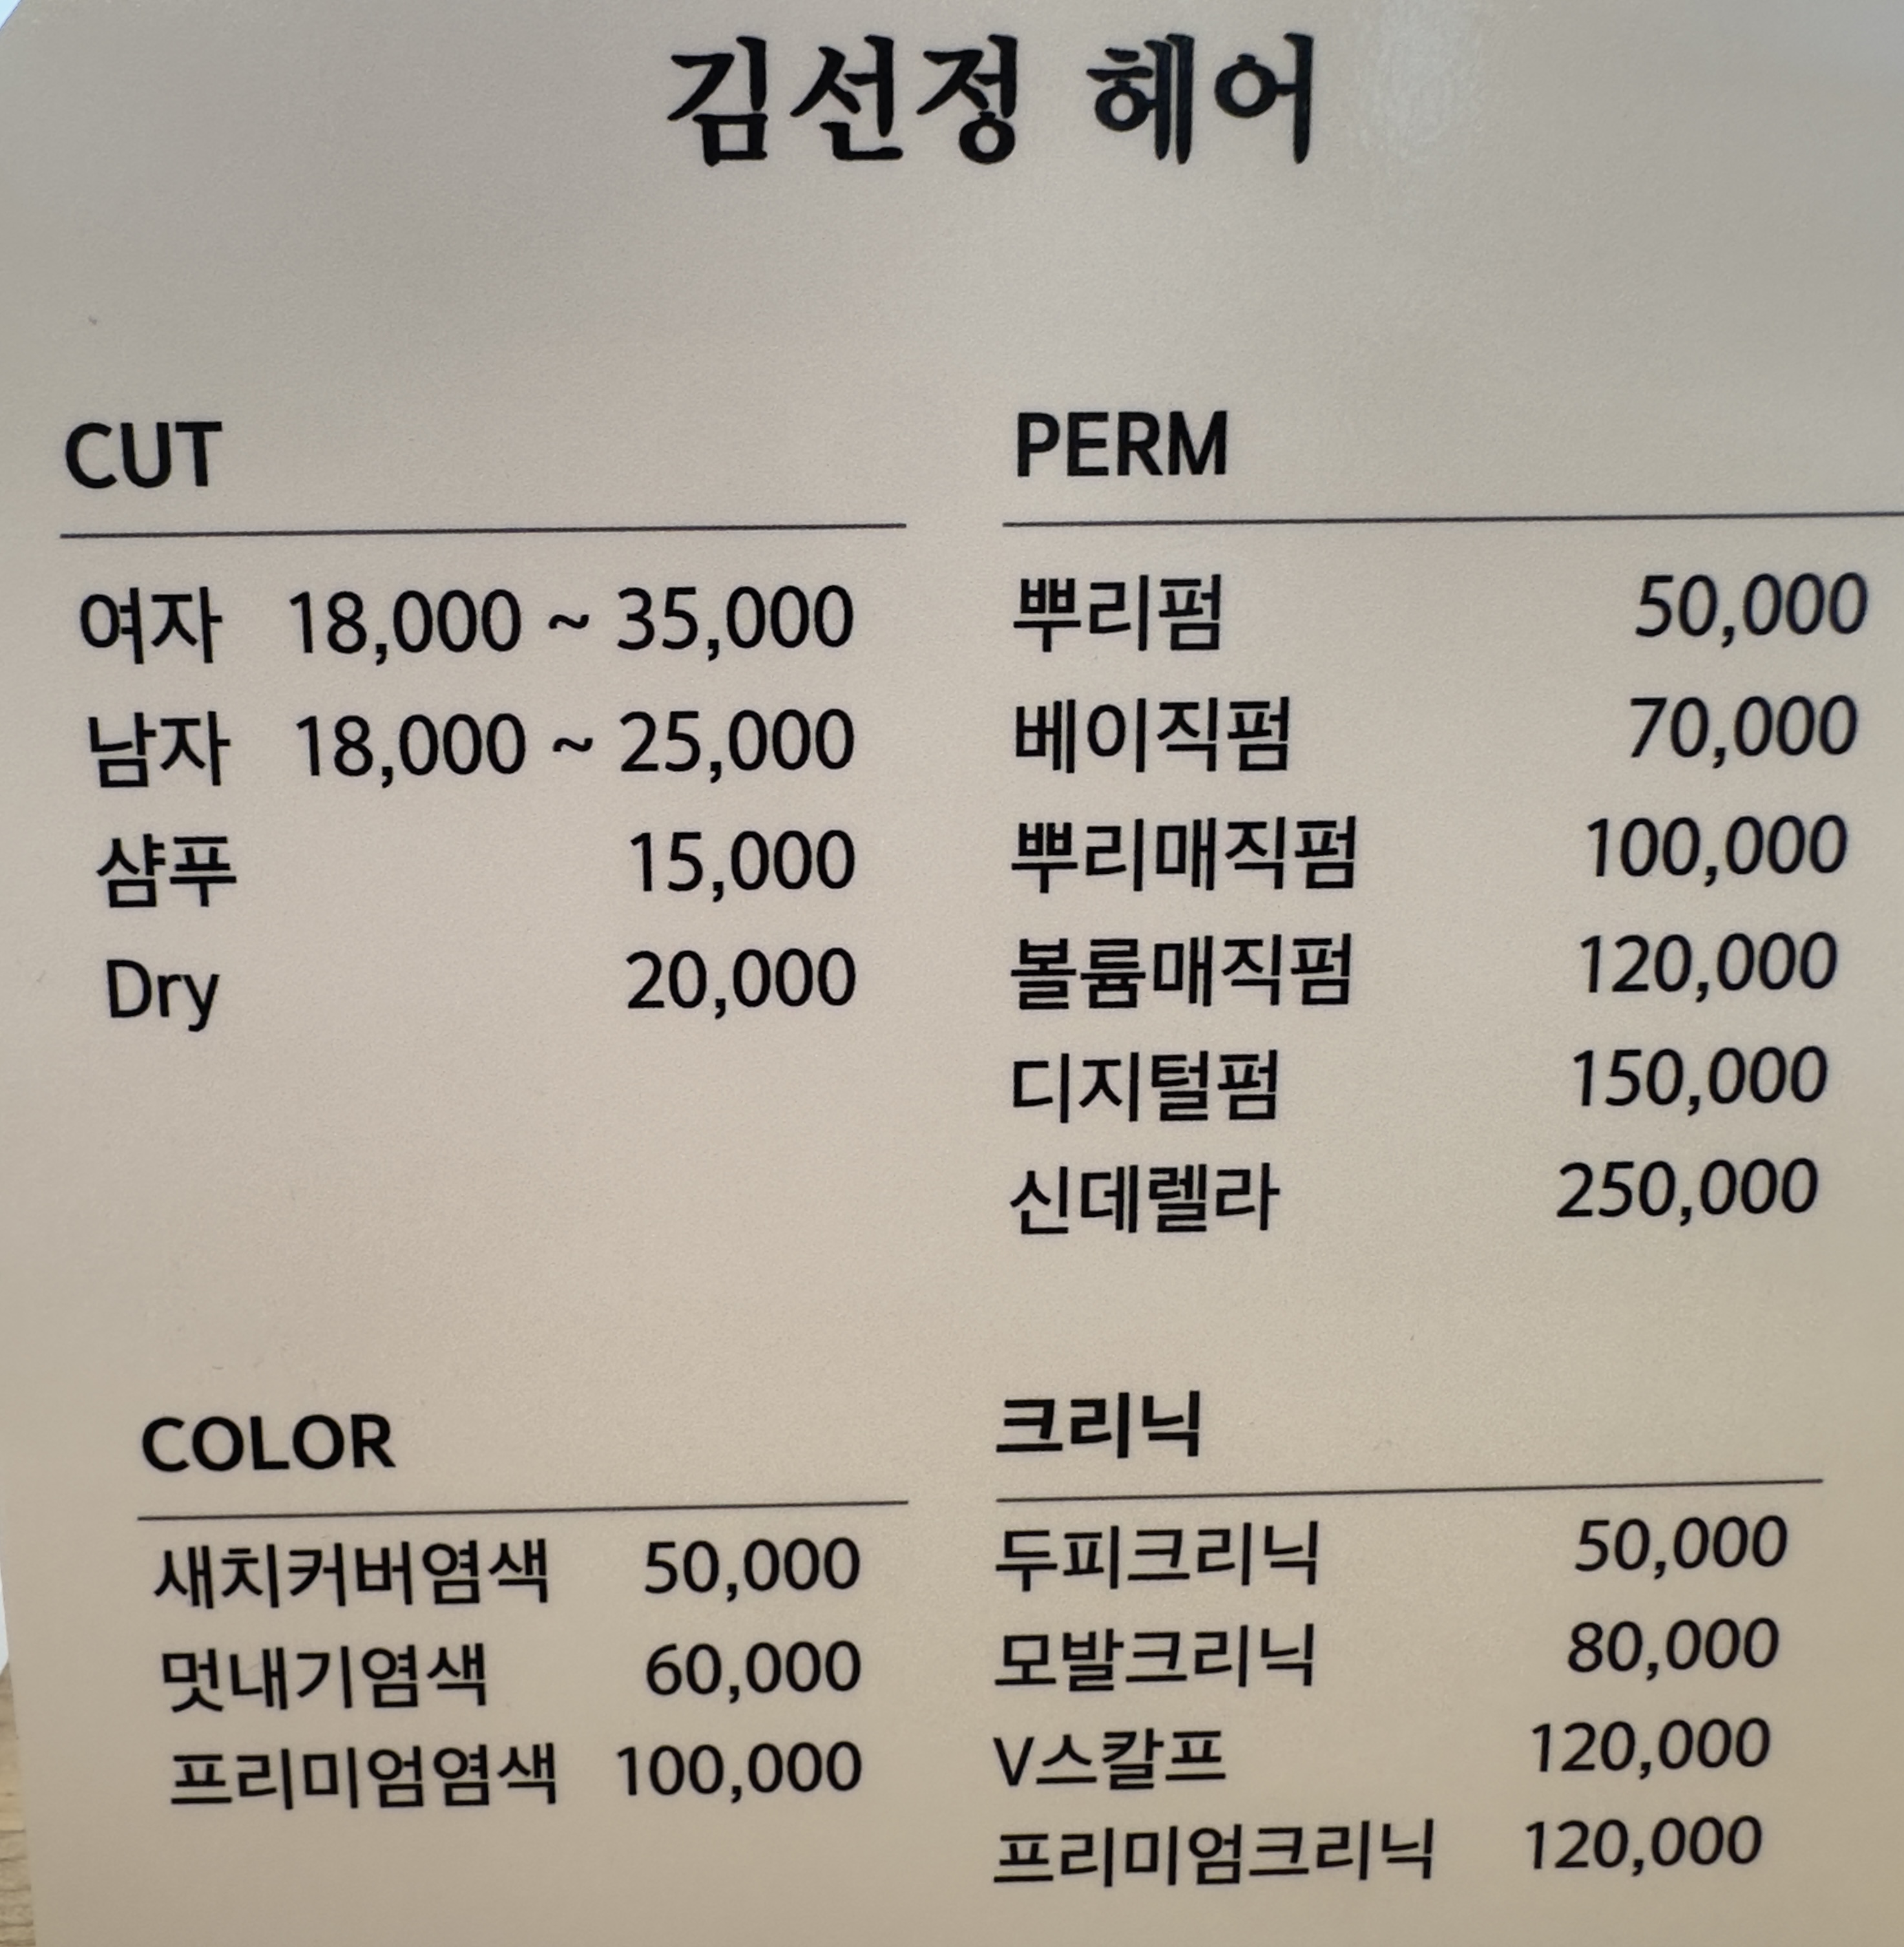 김선정 헤어
CUT
여자 18,000 ~ 35,000
남자 18,000 ~ 25,000
샴푸 15,000
Dry 20,000
PERM
뿌리펌 50,000
베이직펌 70,000
뿌리매직펌 100,000
볼륨매직펌 120,000
디지털펌 150,000
신데렐라 250,000
COLOR
새치커버염색 50,000
멋내기염색 60,000
프리미엄염색 100,000
크리닉
두피크리닉 50,000
모발크리닉 80,000
V스칼프 120,000
프리미엄크리닉 120,000